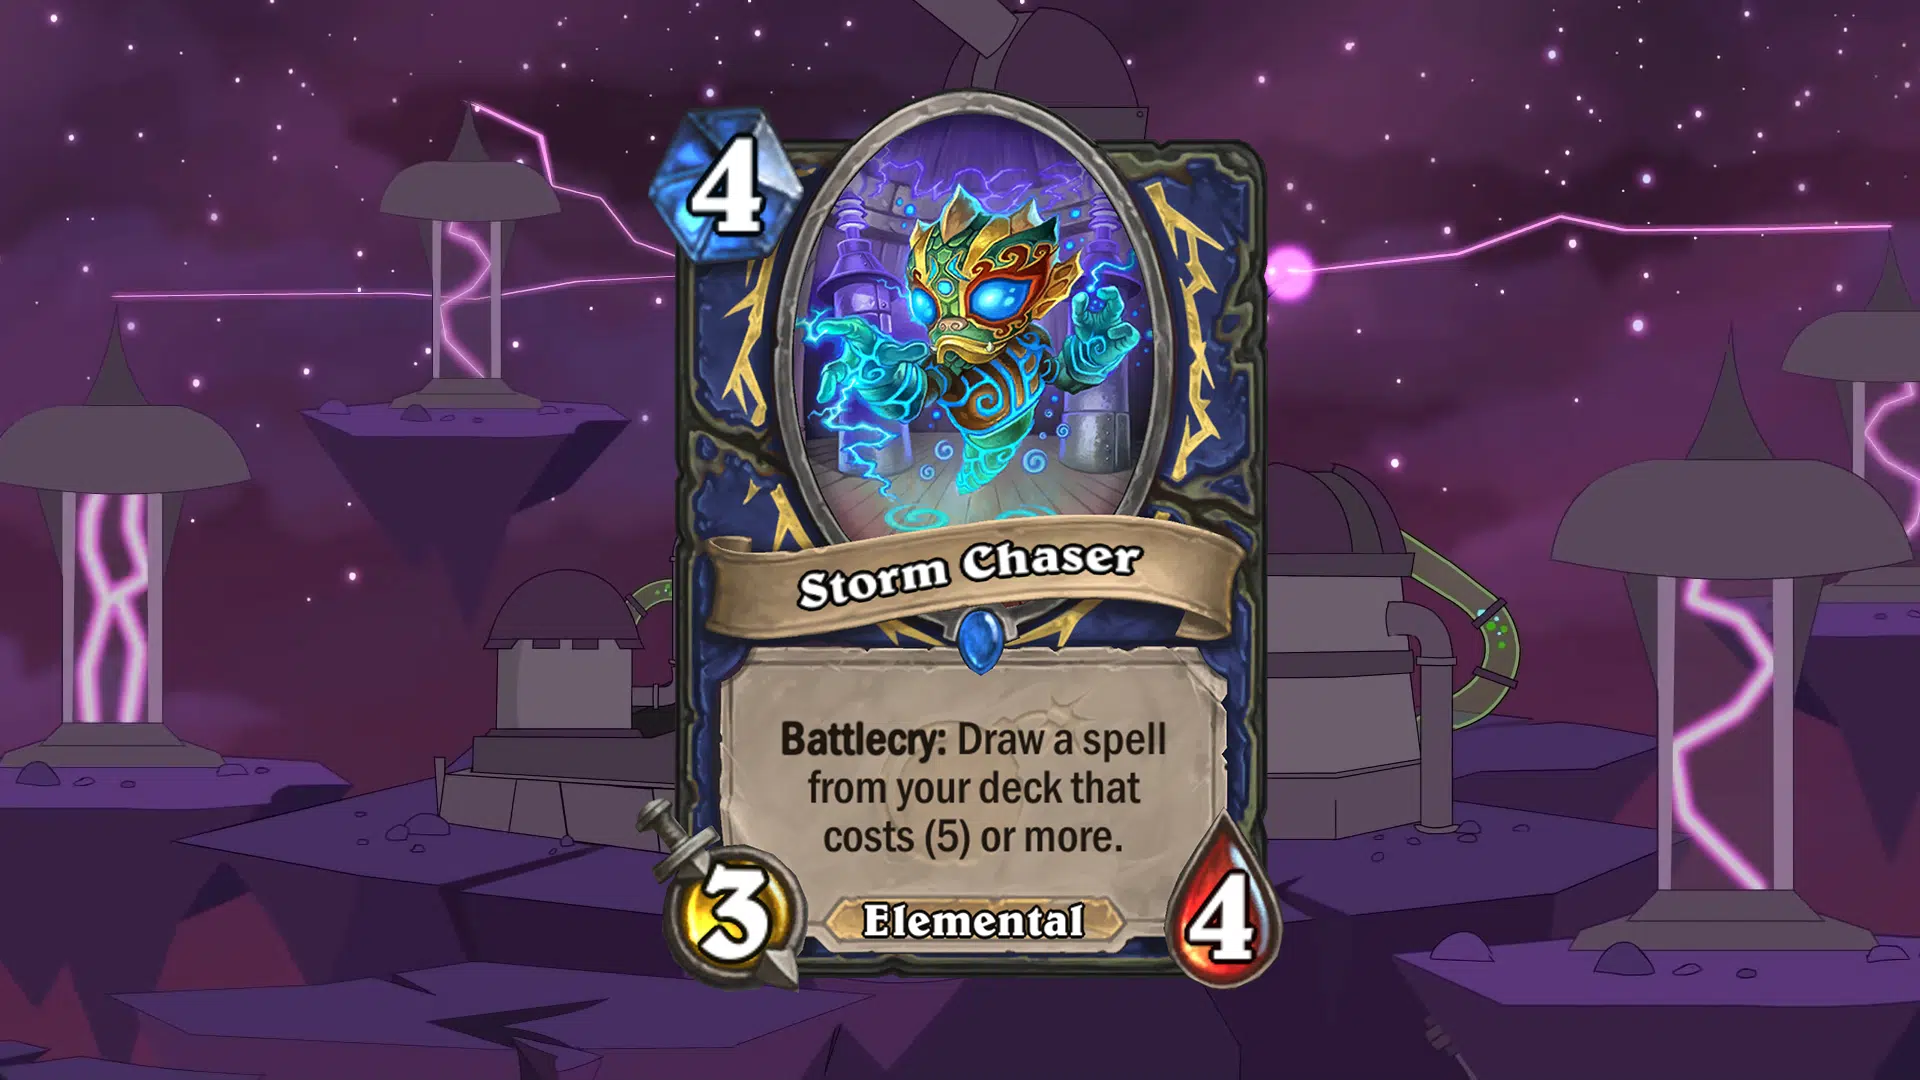 4
Storm Chaser
Battlecry: Draw a spell
from your deck that
costs (5) or more.
3
Elemental
4